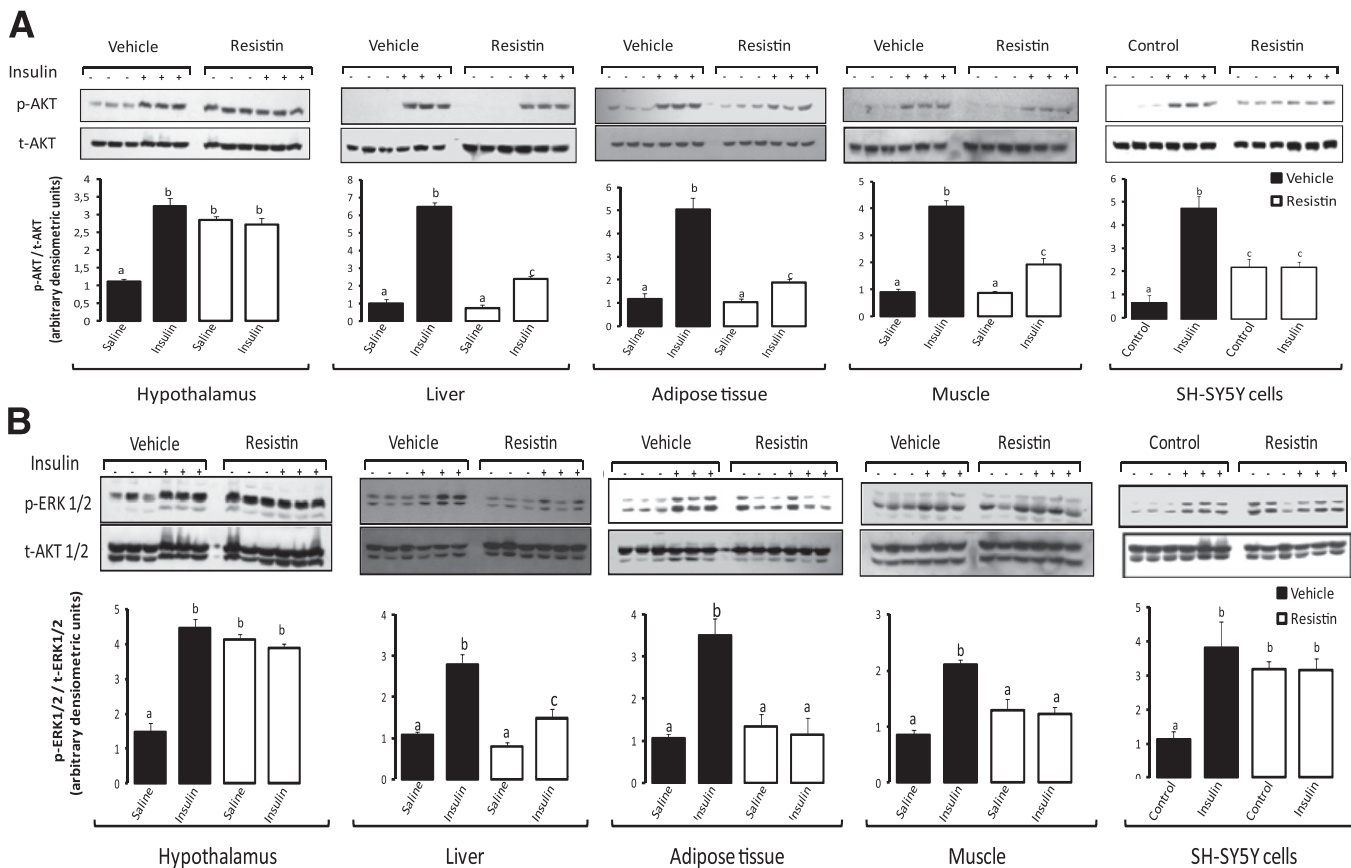 A
Vehicle Resistin Vehicle Resistin Vehicle Resistin Vehicle Resistin Control Resistin
Insulin - - - + + + - - - + + + - - - + + + - - - + + + - - - + + + - - - + + + - - - + + + - - - + + + - - - + + + - - - + + +
p-AKT
t-AKT
p-AKT / t-AKT
(arbitrary densiometric units)
4
3,5
3
2,5
2
1,5
1
0,5
0
a b b b
Saline Insulin Saline Insulin
Hypothalamus
8
7
6
5
4
3
2
1
0
a b a c
Saline Insulin Saline Insulin
Liver
6
5
4
3
2
1
0
a b a c
Saline Insulin Saline Insulin
Adipose tissue
5
4
3
2
1
0
a b a c
Saline Insulin Saline Insulin
Muscle
6
5
4
3
2
1
0
a b c c
Control Insulin Control Insulin
SH-SY5Y cells
Vehicle
Resistin
B
Vehicle Resistin Vehicle Resistin Vehicle Resistin Vehicle Resistin Control Resistin
Insulin - - - + + + - - - + + + - - - + + + - - - + + + - - - + + + - - - + + + - - - + + + - - - + + + - - - + + + - - - + + +
p-ERK 1/2
t-AKT 1/2
p-ERK1/2 / t-ERK1/2
(arbitrary densiometric units)
5
4
3
2
1
0
a b b b
Saline Insulin Saline Insulin
Hypothalamus
4
3
2
1
0
a b a c
Saline Insulin Saline Insulin
Liver
4
3
2
1
0
a b a a
Saline Insulin Saline Insulin
Adipose tissue
3
2
1
0
a b a a
Saline Insulin Saline Insulin
Muscle
5
4
3
2
1
0
a b b b
Control Insulin Control Insulin
SH-SY5Y cells
Vehicle
Resistin